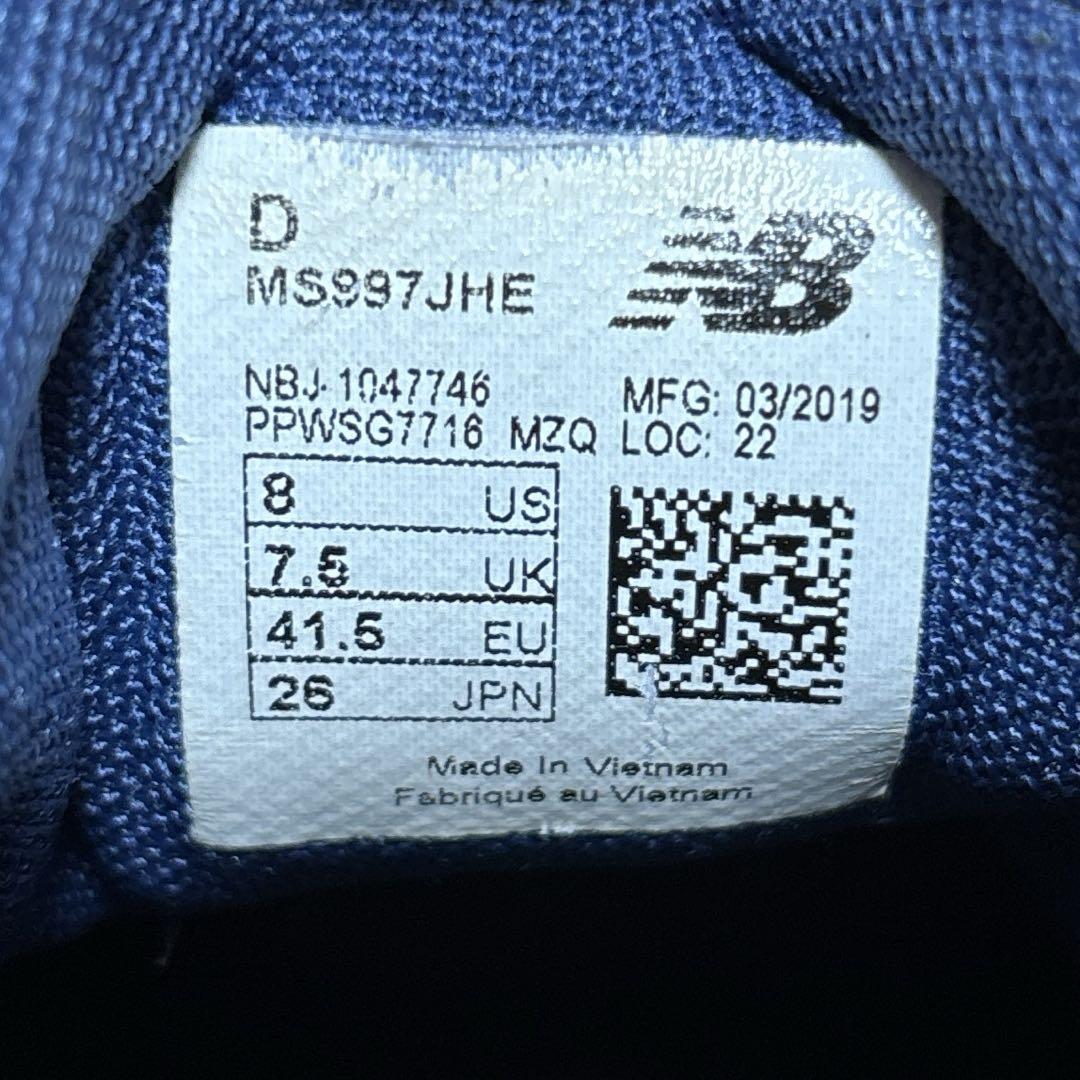 D
NB
MS997JHE
NBJ-1047746
MFG: 03/2019
PPWSG7716 MZQ LOC: 22
8 US
7.5 UK
41.5 EU
26 JPN
Made In Vietnam
Fabriqué au Vietnam